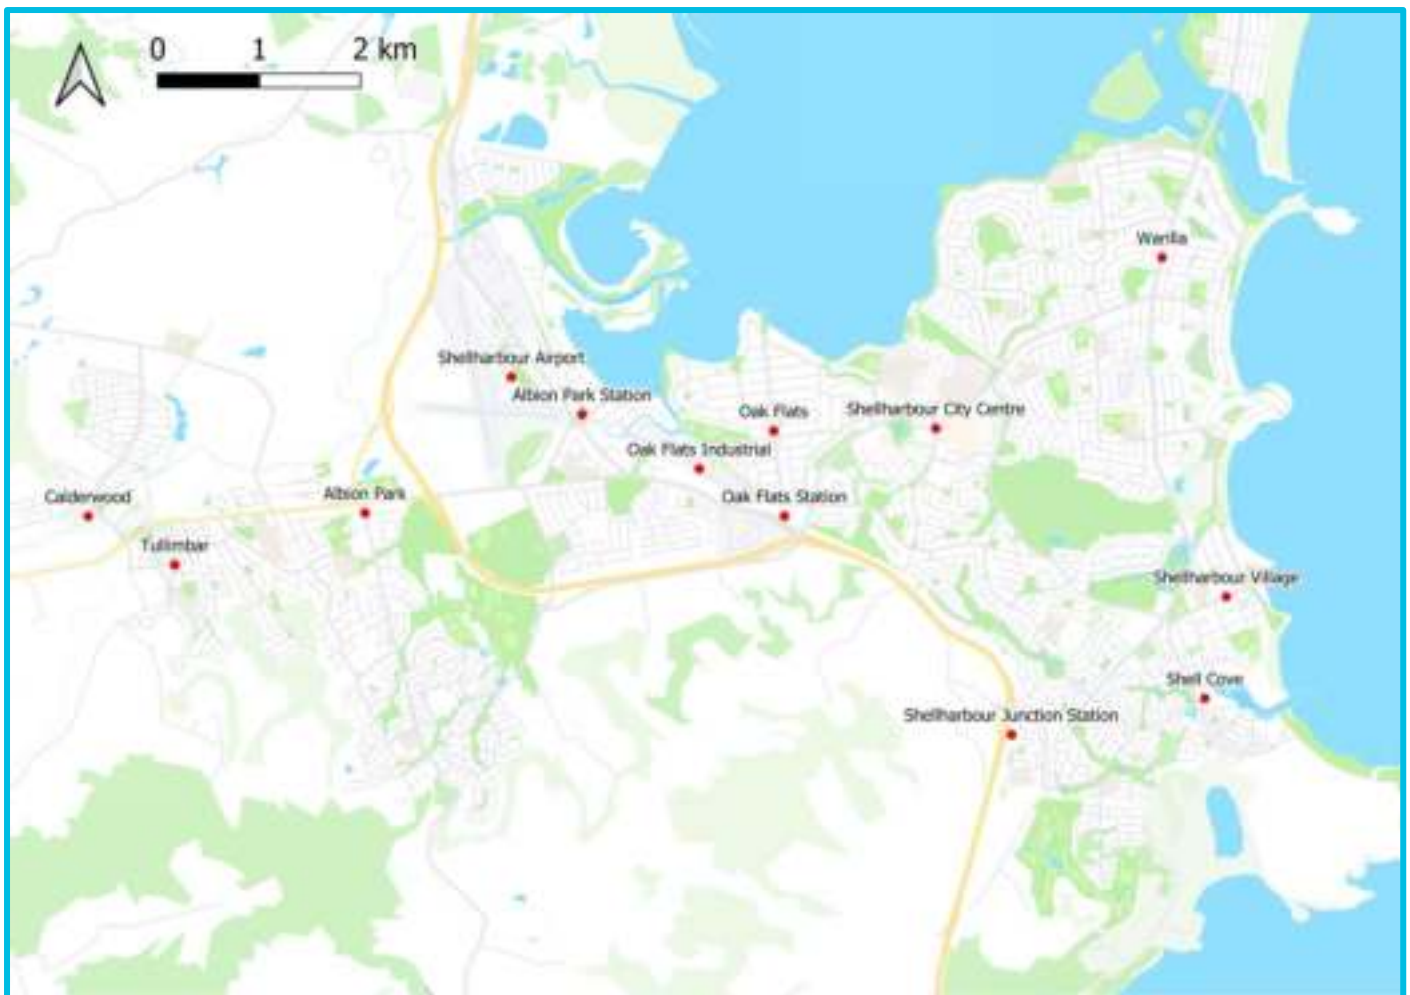 0 1 2 km
Warilla
Shellharbour Airport
Albion Park Station
Oak Flats
Shellharbour City Centre
Oak Flats Industrial
Calderwood
Albion Park
Oak Flats Station
Tullimbar
Shellharbour Village
Shell Cove
Shellharbour Junction Station